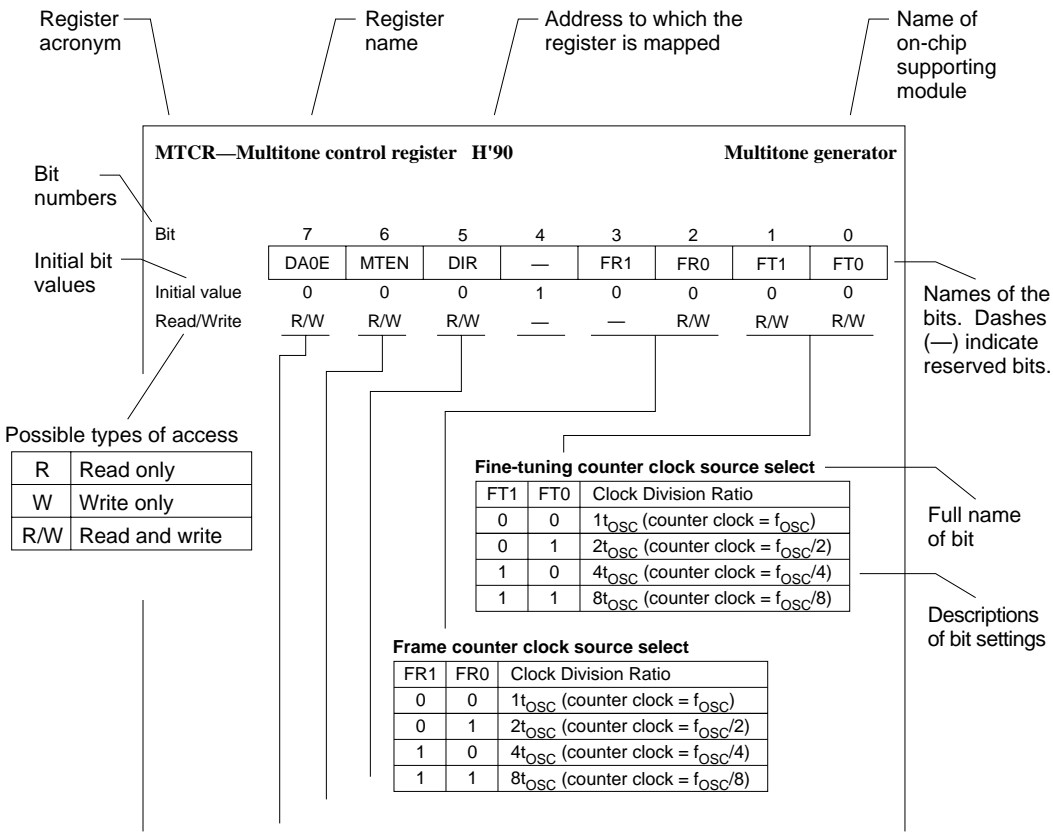 Register
acronym
Register
name
Address to which the
register is mapped
Name of
on-chip
supporting
module
MTCR—Multitone control register H'90 Multitone generator
Bit
numbers
Bit 7 6 5 4 3 2 1 0
DA0E MTEN DIR — FR1 FR0 FT1 FT0
Initial bit
values
Initial value 0 0 0 1 0 0 0 0
Read/Write R/W R/W R/W — — R/W R/W R/W
Names of the
bits. Dashes
(—) indicate
reserved bits.
Possible types of access
R Read only
W Write only
R/W Read and write
Fine-tuning counter clock source select
FT1 FT0 Clock Division Ratio
0 0 1tOSC (counter clock = fOSC)
0 1 2tOSC (counter clock = fOSC/2)
1 0 4tOSC (counter clock = fOSC/4)
1 1 8tOSC (counter clock = fOSC/8)
Full name
of bit
Descriptions
of bit settings
Frame counter clock source select
FR1 FR0 Clock Division Ratio
0 0 1tOSC (counter clock = fOSC)
0 1 2tOSC (counter clock = fOSC/2)
1 0 4tOSC (counter clock = fOSC/4)
1 1 8tOSC (counter clock = fOSC/8)